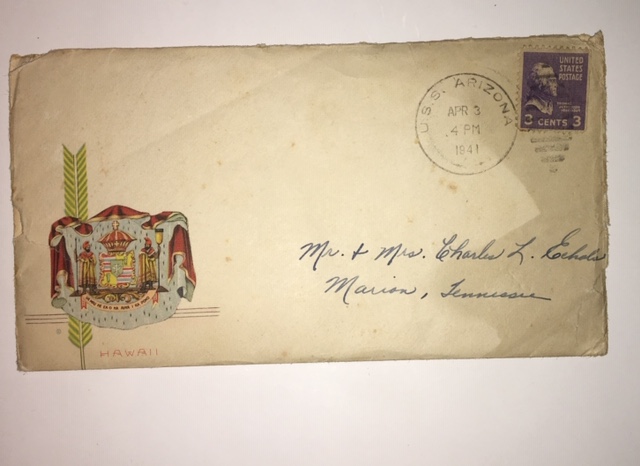 U.S.S. ARIZONA
APR 3
4 PM
1941
UNITED
STATES
POSTAGE
3 CENTS 3
Mr. & Mrs. Charles L. Echols
Marion, Tennessee
HAWAII